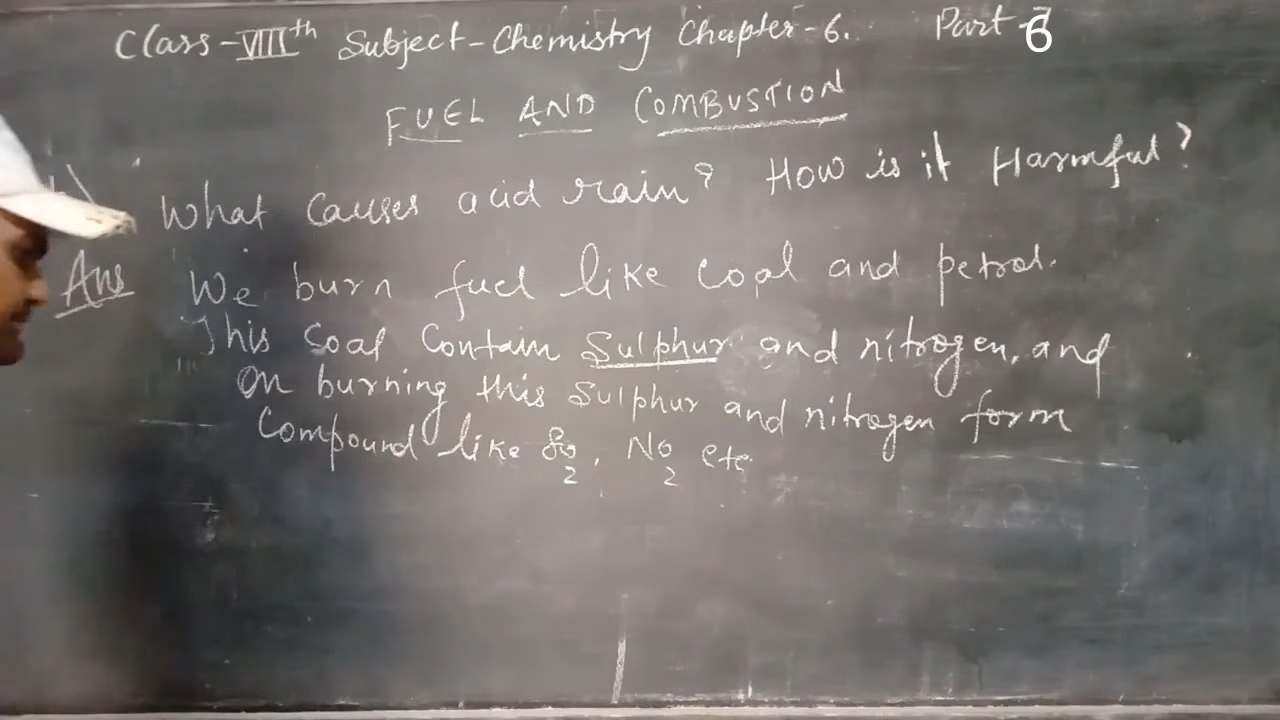 Class-VIIIth Subject-Chemistry Chapter-6. Part-6
FUEL AND COMBUSTION
What causes acid rain? How is it Harmful?
Ans We burn fuel like coal and petrol.
This Coal Contain Sulphur and nitrogen, and
On burning this Sulphur and nitrogen form
Compound like So2, No2 etc